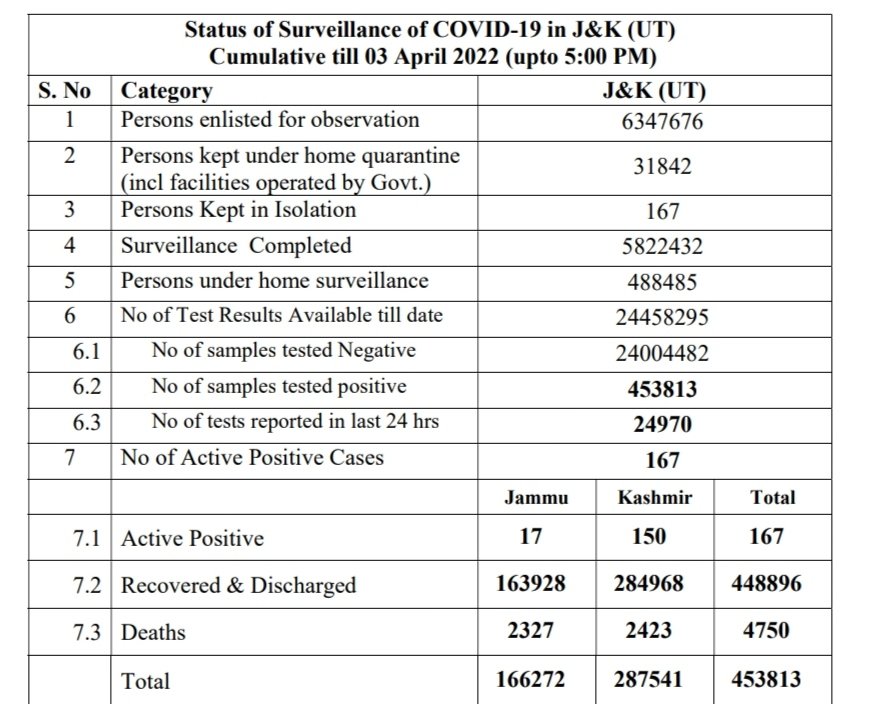 Status of Surveillance of COVID-19 in J&K (UT)
Cumulative till 03 April 2022 (upto 5:00 PM)
S. No Category J&K (UT)
1 Persons enlisted for observation 6347676
2 Persons kept under home quarantine
(incl facilities operated by Govt.) 31842
3 Persons Kept in Isolation 167
4 Surveillance Completed 5822432
5 Persons under home surveillance 488485
6 No of Test Results Available till date 24458295
6.1 No of samples tested Negative 24004482
6.2 No of samples tested positive 453813
6.3 No of tests reported in last 24 hrs 24970
7 No of Active Positive Cases 167
Jammu Kashmir Total
7.1 Active Positive 17 150 167
7.2 Recovered & Discharged 163928 284968 448896
7.3 Deaths 2327 2423 4750
Total 166272 287541 453813